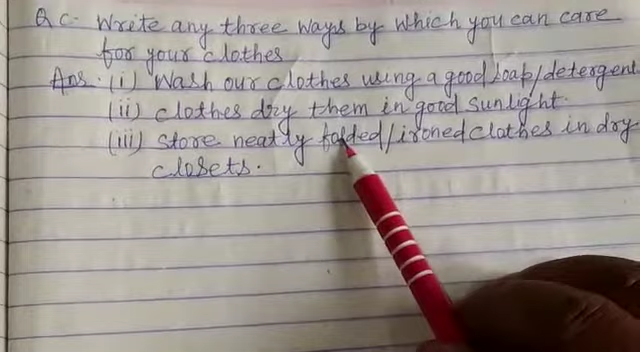 Q C. Write any three ways by which you can care
for your clothes
Ans. (i) Wash our clothes using a good soap/detergent
(ii) clothes dry them in good sunlight.
(iii) store neatly folded/ironed clothes in dry
closets.